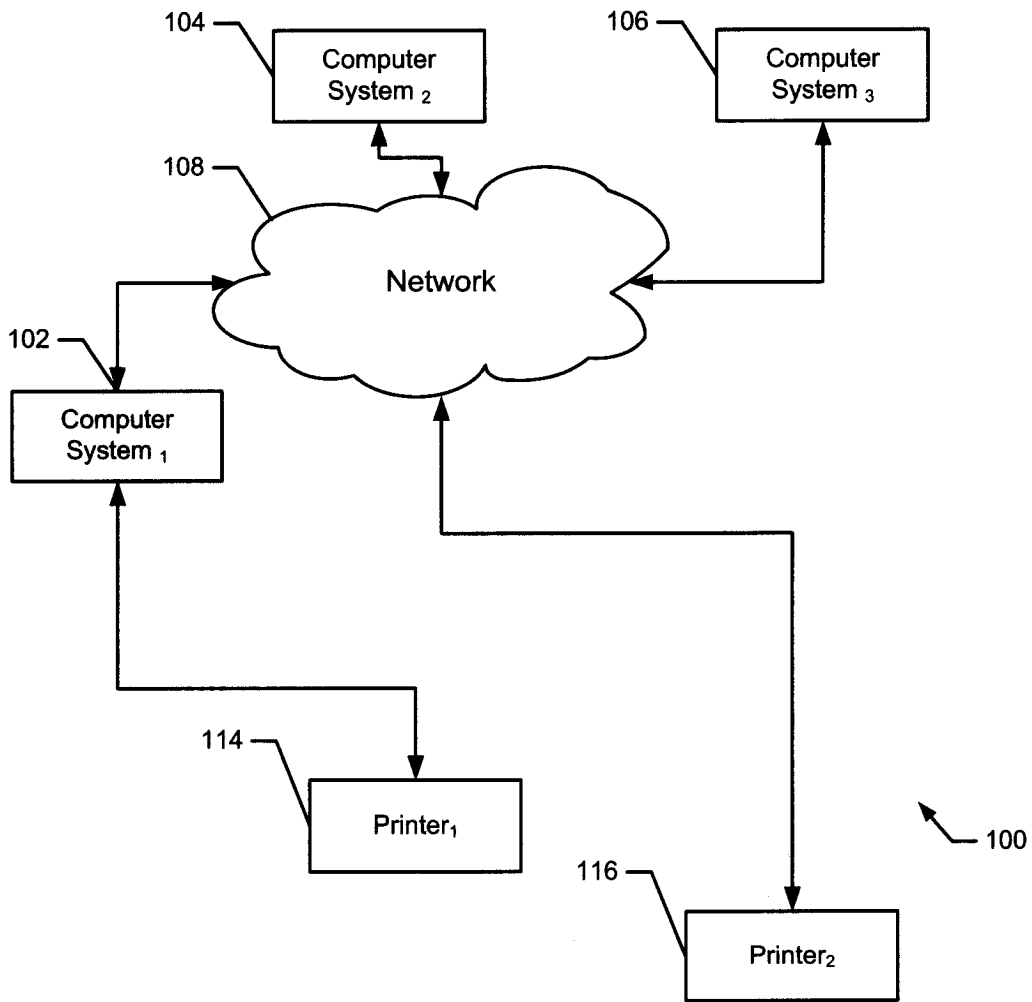 104
Computer
System 2
106
Computer
System 3
108
Network
102
Computer
System 1
114
Printer1
100
116
Printer2